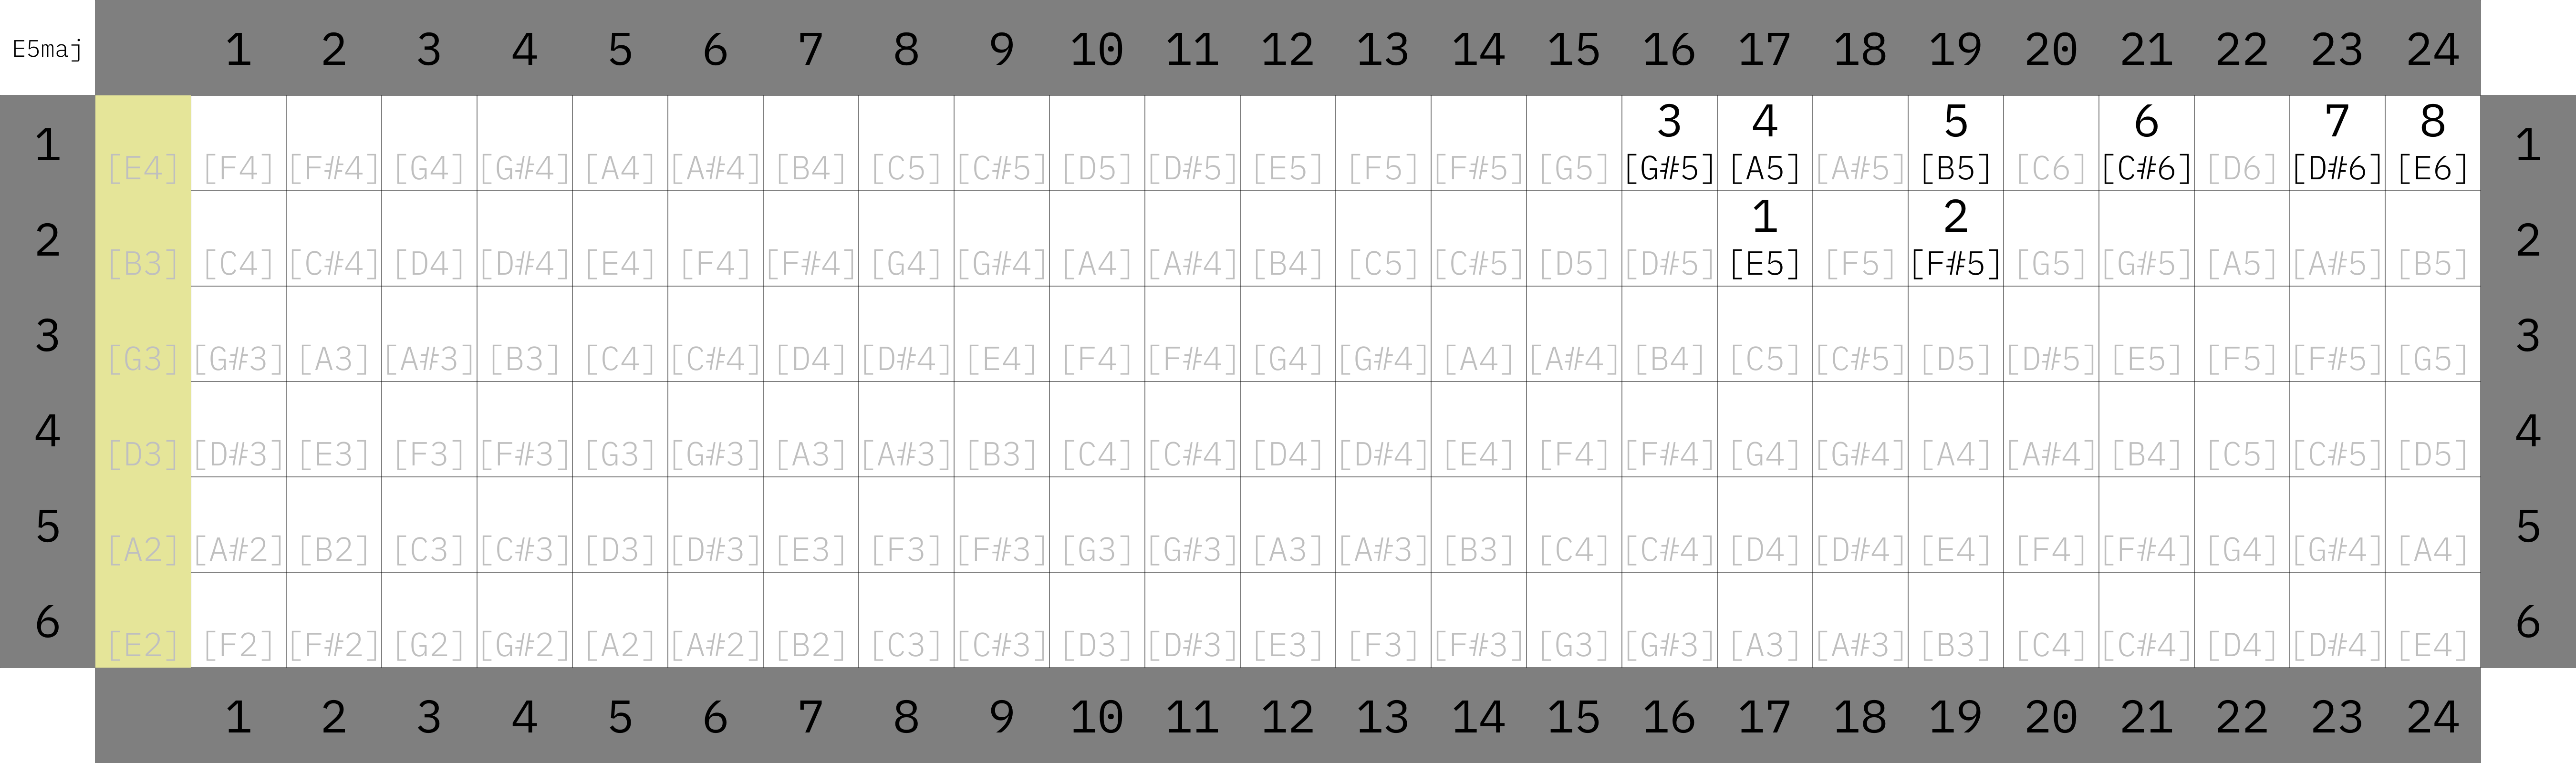 E5maj 1 2 3 4 5 6 7 8 9 10 11 12 13 14 15 16 17 18 19 20 21 22 23 24
3 4 5 6 7 8
1 [E4] [F4] [F#4] [G4] [G#4] [A4] [A#4] [B4] [C5] [C#5] [D5] [D#5] [E5] [F5] [F#5] [G5] [G#5] [A5] [A#5] [B5] [C6] [C#6] [D6] [D#6] [E6] 1
1 2
2 [B3] [C4] [C#4] [D4] [D#4] [E4] [F4] [F#4] [G4] [G#4] [A4] [A#4] [B4] [C5] [C#5] [D5] [D#5] [E5] [F5] [F#5] [G5] [G#5] [A5] [A#5] [B5] 2
3 [G3] [G#3] [A3] [A#3] [B3] [C4] [C#4] [D4] [D#4] [E4] [F4] [F#4] [G4] [G#4] [A4] [A#4] [B4] [C5] [C#5] [D5] [D#5] [E5] [F5] [F#5] [G5] 3
4 [D3] [D#3] [E3] [F3] [F#3] [G3] [G#3] [A3] [A#3] [B3] [C4] [C#4] [D4] [D#4] [E4] [F4] [F#4] [G4] [G#4] [A4] [A#4] [B4] [C5] [C#5] [D5] 4
5 [A2] [A#2] [B2] [C3] [C#3] [D3] [D#3] [E3] [F3] [F#3] [G3] [G#3] [A3] [A#3] [B3] [C4] [C#4] [D4] [D#4] [E4] [F4] [F#4] [G4] [G#4] [A4] 5
6 [E2] [F2] [F#2] [G2] [G#2] [A2] [A#2] [B2] [C3] [C#3] [D3] [D#3] [E3] [F3] [F#3] [G3] [G#3] [A3] [A#3] [B3] [C4] [C#4] [D4] [D#4] [E4] 6
1 2 3 4 5 6 7 8 9 10 11 12 13 14 15 16 17 18 19 20 21 22 23 24